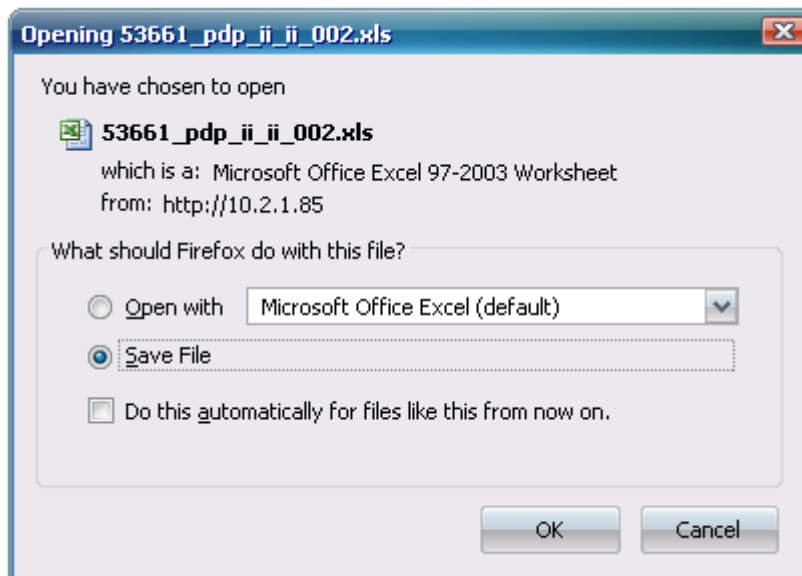 Opening 53661_pdp_ii_ii_002.xls
You have chosen to open
53661_pdp_ii_ii_002.xls
which is a: Microsoft Office Excel 97-2003 Worksheet
from: http://10.2.1.85
What should Firefox do with this file?
Open with Microsoft Office Excel (default)
Save File
Do this automatically for files like this from now on.
OK Cancel